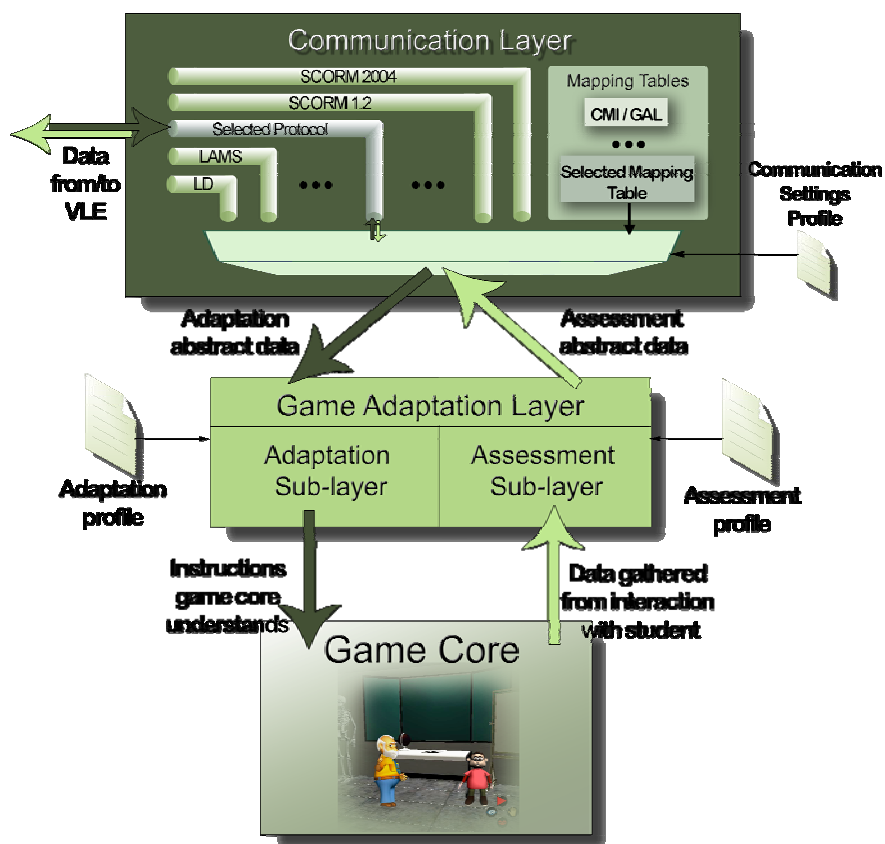 Communication Layer
SCORM 2004
SCORM 1.2
Selected Protocol
LAMS
LD
•••
•••
Mapping Tables
CMI / GAL
•••
Selected Mapping
Table
Data
from/to
VLE
Communication
Settings
Profile
Adaptation
abstract data
Assessment
abstract data
Game Adaptation Layer
Adaptation
Sub-layer
Assessment
Sub-layer
Adaptation
profile
Assessment
profile
Instructions
game core
understands
Data gathered
from interaction
with student
Game Core